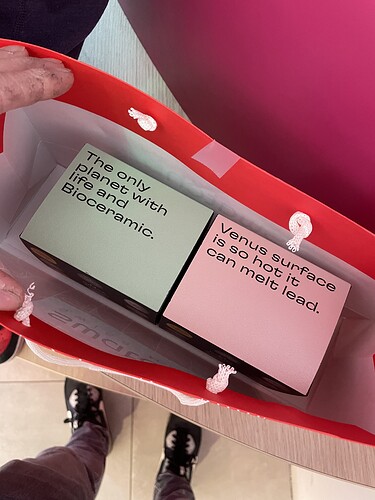 The only
planet with
life and
Bioceramic.
Venus surface
is so hot it
can melt lead.